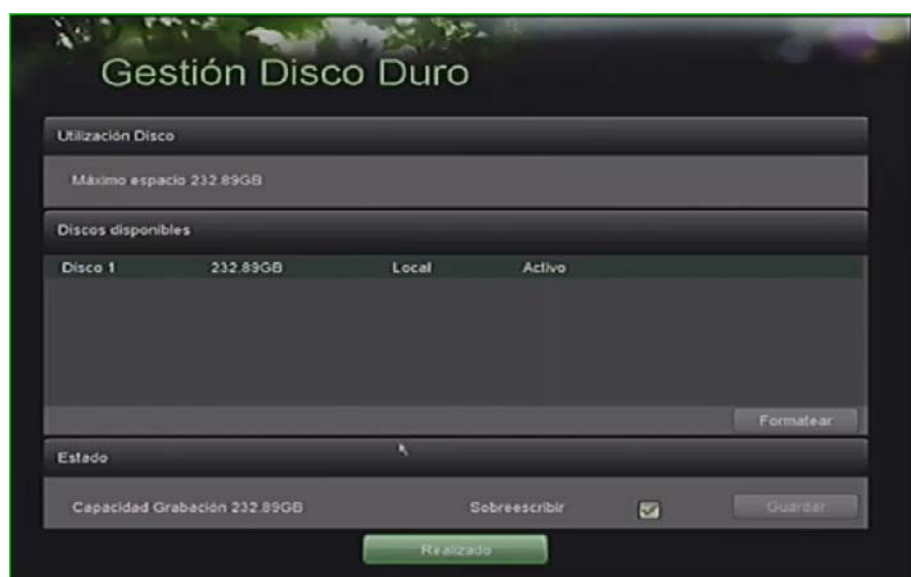 Gestión Disco Duro
Utilización Disco
Máximo espacio 232.89GB
Discos disponibles
Disco 1 232.89GB Local Activo
Formatear
Estado
Capacidad Grabación 232.89GB Sobreescribir Guardar
Realizado